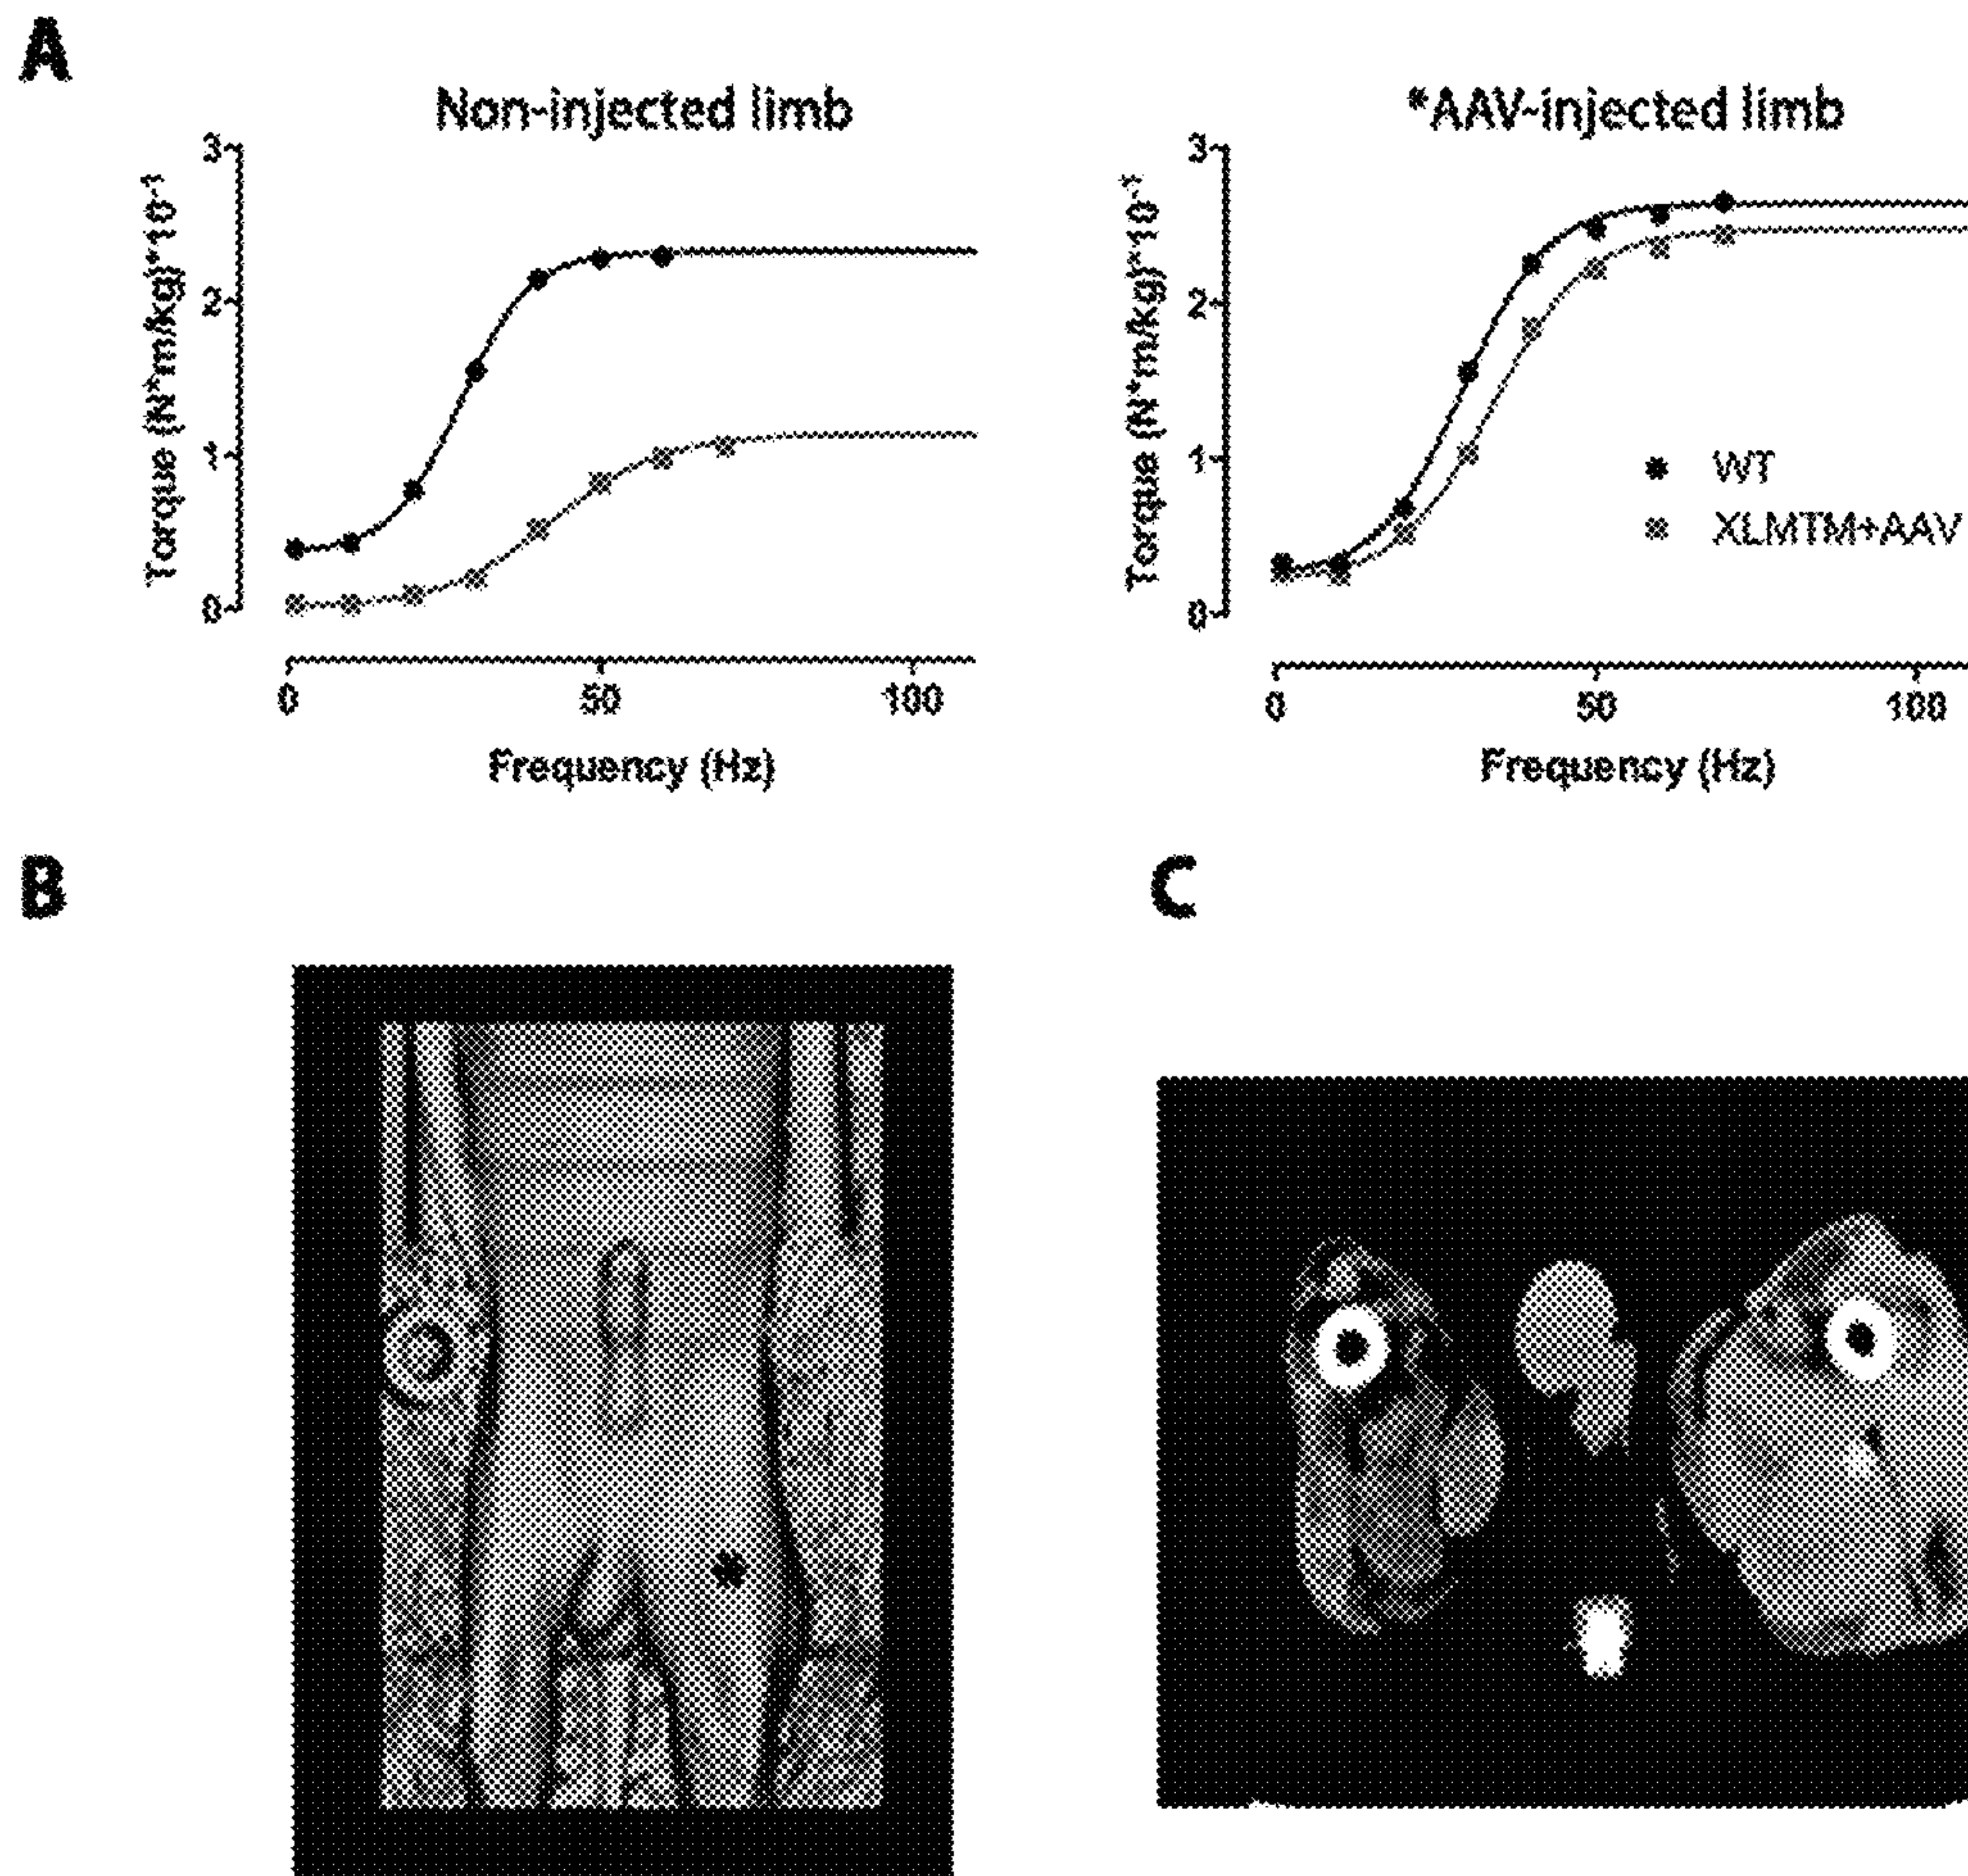 A
Non-injected limb
3
2
1
0
Torque (N*m/kg)*10-1
0 50 100
Frequency (Hz)
*AAV-injected limb
3
2
1
0
Torque (N*m/kg)*10-1
WT
XLMTM+AAV
0 50 100
Frequency (Hz)
B
*
C